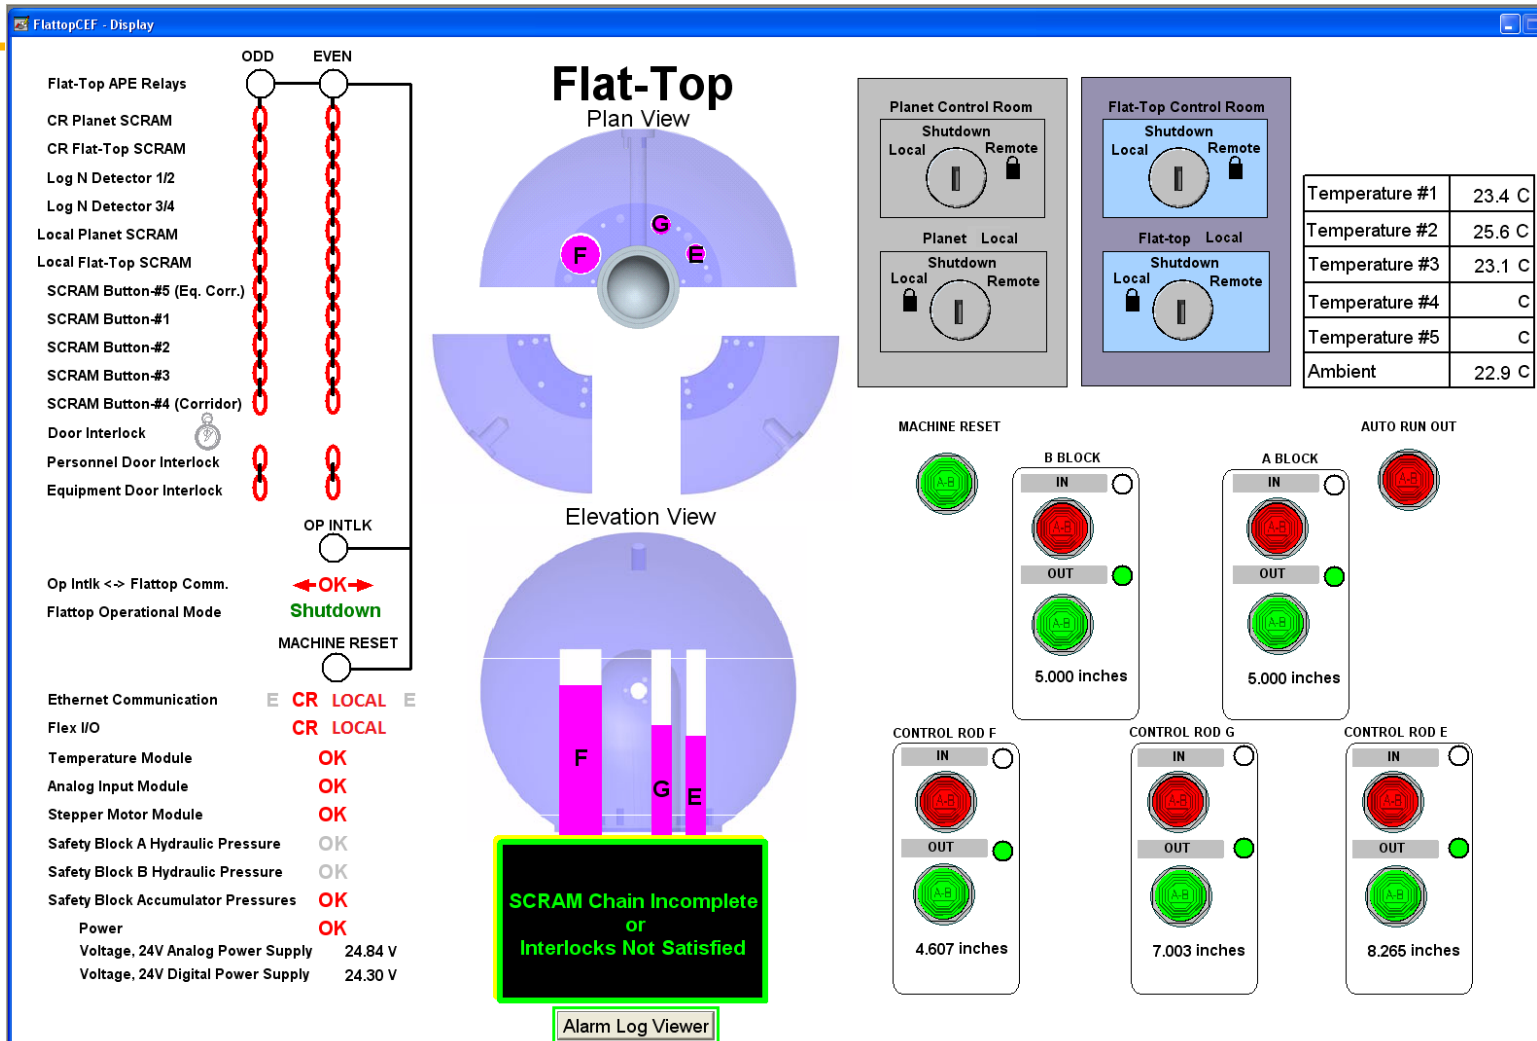 FlattopCEF - Display
ODD EVEN
Flat-Top APE Relays
CR Planet SCRAM
CR Flat-Top SCRAM
Log N Detector 1/2
Log N Detector 3/4
Local Planet SCRAM
Local Flat-Top SCRAM
SCRAM Button-#5 (Eq. Corr.)
SCRAM Button-#1
SCRAM Button-#2
SCRAM Button-#3
SCRAM Button-#4 (Corridor)
Door Interlock
Personnel Door Interlock
Equipment Door Interlock
OP INTLK
Op Intlk <-> Flattop Comm. OK
Flattop Operational Mode Shutdown
MACHINE RESET
Ethernet Communication E CR LOCAL E
Flex I/O CR LOCAL
Temperature Module OK
Analog Input Module OK
Stepper Motor Module OK
Safety Block A Hydraulic Pressure OK
Safety Block B Hydraulic Pressure OK
Safety Block Accumulator Pressures OK
Power OK
Voltage, 24V Analog Power Supply 24.84 V
Voltage, 24V Digital Power Supply 24.30 V
Flat-Top
Plan View
G
F E
Elevation View
F G E
SCRAM Chain Incomplete
or
Interlocks Not Satisfied
Alarm Log Viewer
Planet Control Room
Shutdown
Local Remote
Planet Local
Shutdown
Local Remote
Flat-Top Control Room
Shutdown
Local Remote
Flat-top Local
Shutdown
Local Remote
Temperature #1 23.4 C
Temperature #2 25.6 C
Temperature #3 23.1 C
Temperature #4 C
Temperature #5 C
Ambient 22.9 C
MACHINE RESET
A-B
B BLOCK
IN
A-B
OUT
A-B
5.000 inches
A BLOCK
IN
A-B
OUT
A-B
5.000 inches
AUTO RUN OUT
A-B
CONTROL ROD F
IN
A-B
OUT
A-B
4.607 inches
CONTROL ROD G
IN
A-B
OUT
A-B
7.003 inches
CONTROL ROD E
IN
A-B
OUT
A-B
8.265 inches